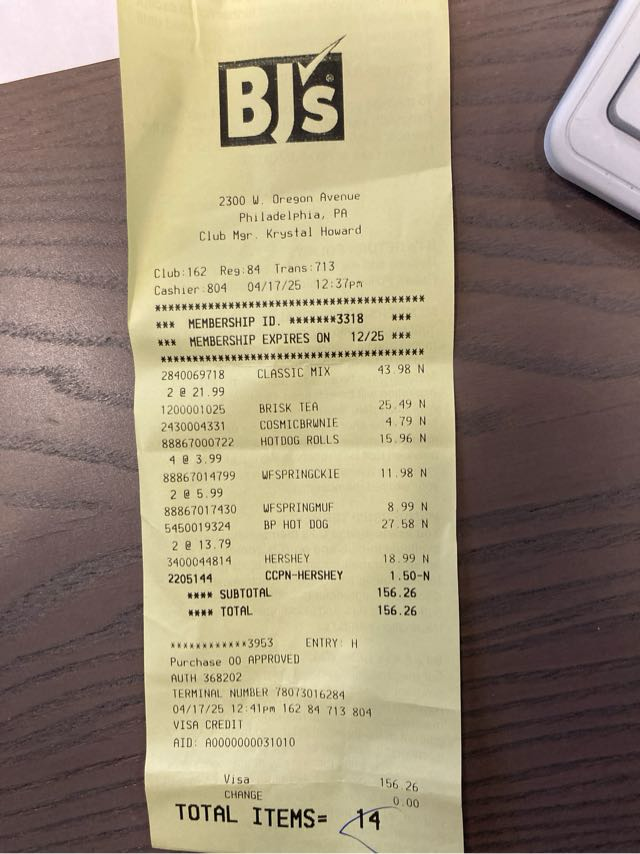 BJ's®
2300 W. Oregon Avenue
Philadelphia, PA
Club Mgr. Krystal Howard
Club:162 Reg:84 Trans:713
Cashier:804 04/17/25 12:37pm
******************************************
*** MEMBERSHIP ID. *******3318 ***
*** MEMBERSHIP EXPIRES ON 12/25 ***
******************************************
2840069718 CLASSIC MIX 43.98 N
2 @ 21.99
1200001025 BRISK TEA 25.49 N
2430004331 COSMICBRWNIE 4.79 N
88867000722 HOTDOG ROLLS 15.96 N
4 @ 3.99
88867014799 WFSPRINGCKIE 11.98 N
2 @ 5.99
88867017430 WFSPRINGMUF 8.99 N
5450019324 BP HOT DOG 27.58 N
2 @ 13.79
3400044814 HERSHEY 18.99 N
2205144 CCPN-HERSHEY 1.50-N
**** SUBTOTAL 156.26
**** TOTAL 156.26
************3953 ENTRY: H
Purchase 00 APPROVED
AUTH 368202
TERMINAL NUMBER 78073016284
04/17/25 12:41pm 162 84 713 804
VISA CREDIT
AID: A0000000031010
Visa 156.26
CHANGE 0.00
TOTAL ITEMS= 14